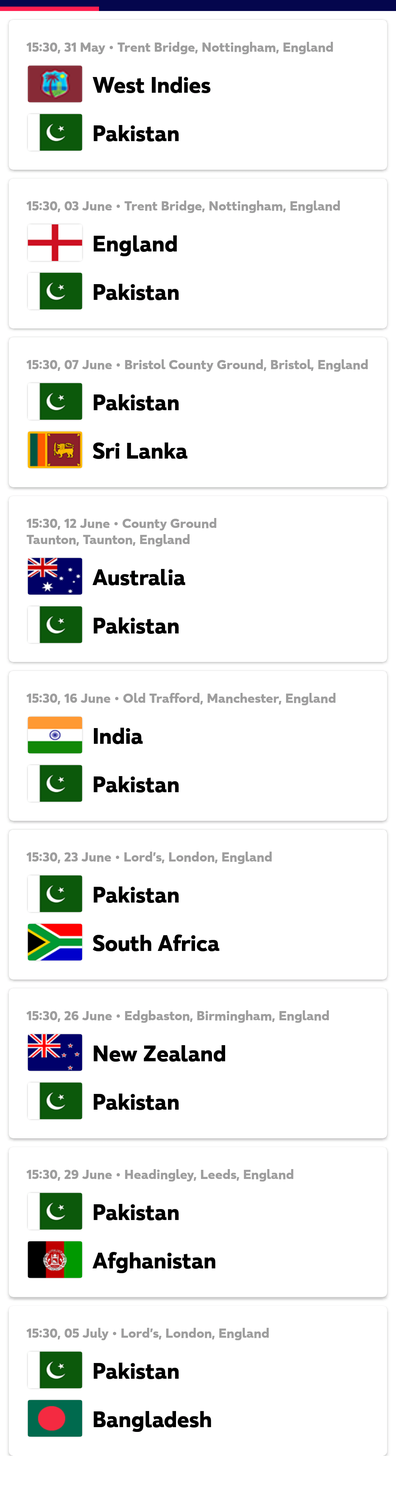 15:30, 31 May • Trent Bridge, Nottingham, England
West Indies
Pakistan
15:30, 03 June • Trent Bridge, Nottingham, England
England
Pakistan
15:30, 07 June • Bristol County Ground, Bristol, England
Pakistan
Sri Lanka
15:30, 12 June • County Ground
Taunton, Taunton, England
Australia
Pakistan
15:30, 16 June • Old Trafford, Manchester, England
India
Pakistan
15:30, 23 June • Lord's, London, England
Pakistan
South Africa
15:30, 26 June • Edgbaston, Birmingham, England
New Zealand
Pakistan
15:30, 29 June • Headingley, Leeds, England
Pakistan
Afghanistan
15:30, 05 July • Lord's, London, England
Pakistan
Bangladesh